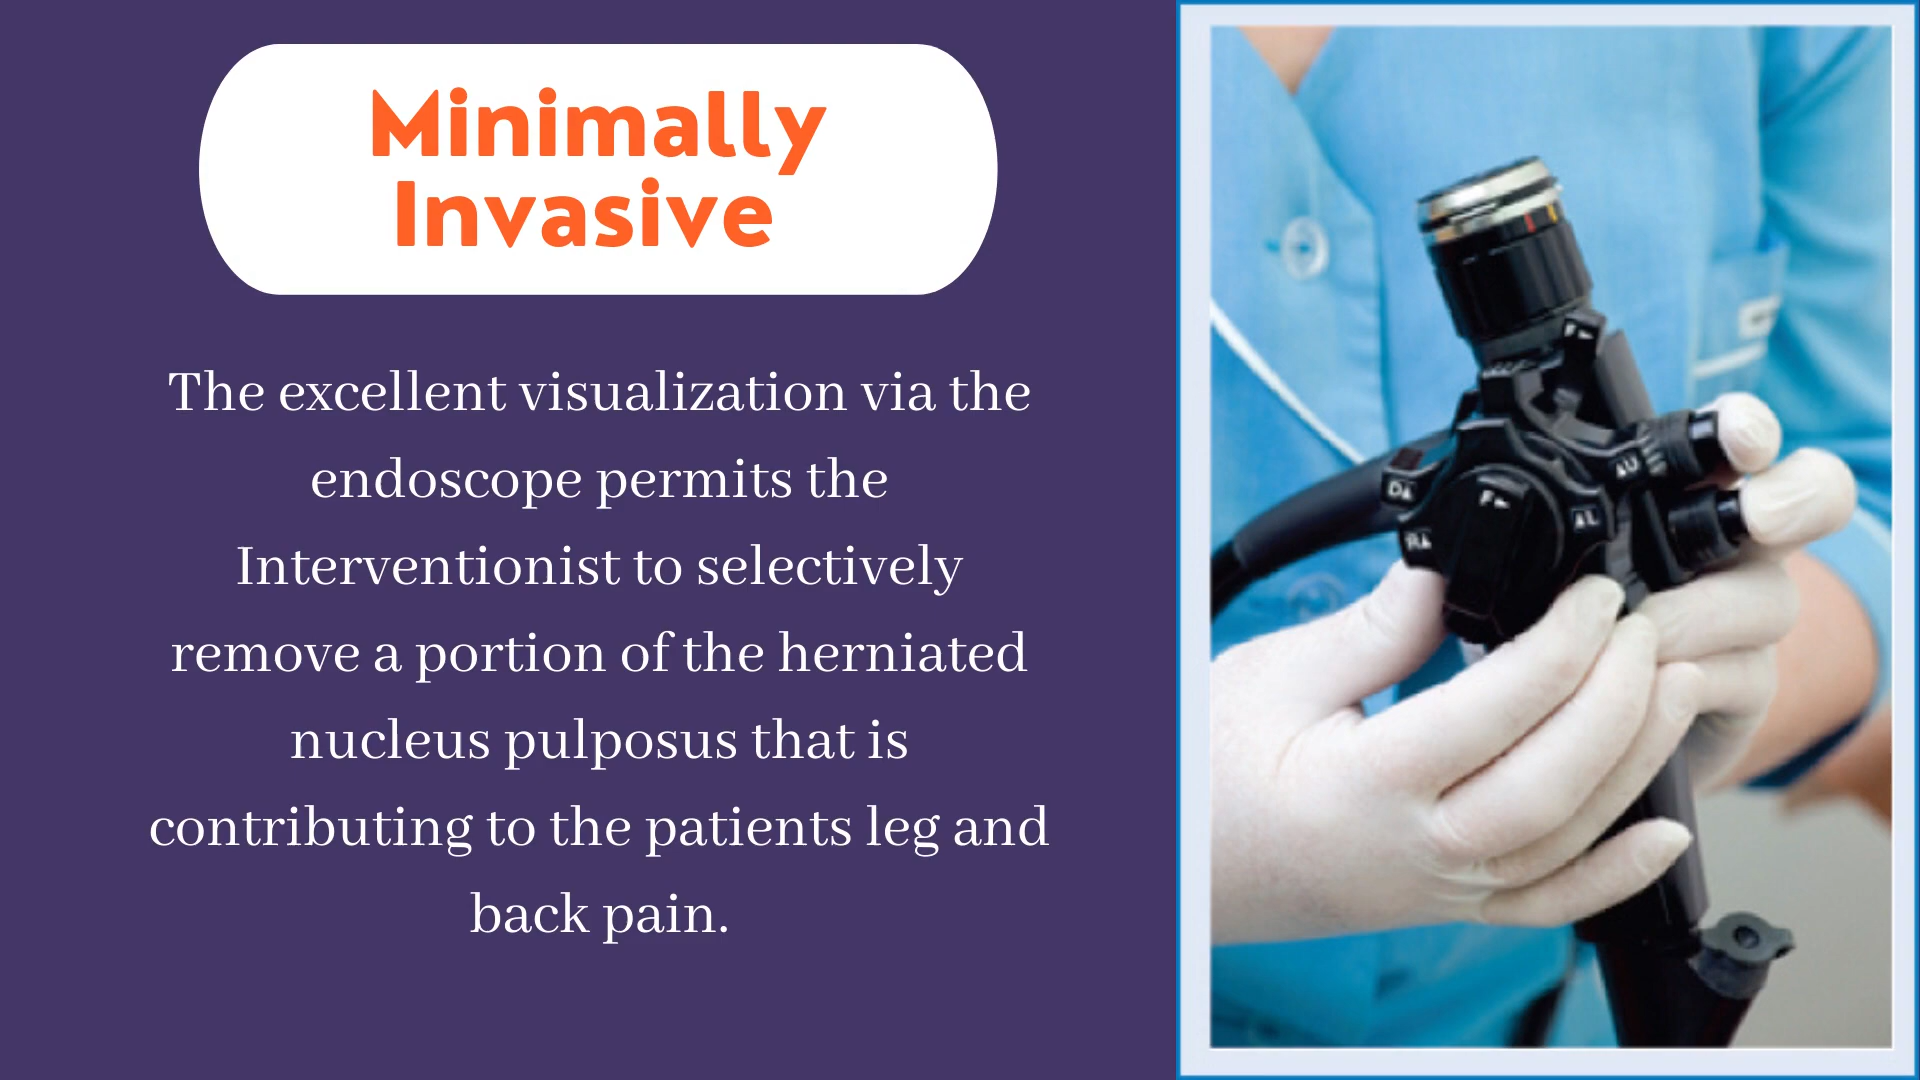 Minimally
Invasive
The excellent visualization via the
endoscope permits the
Interventionist to selectively
remove a portion of the herniated
nucleus pulposus that is
contributing to the patients leg and
back pain.
F▶
▲U
D▲
F▶
▲L
R▲